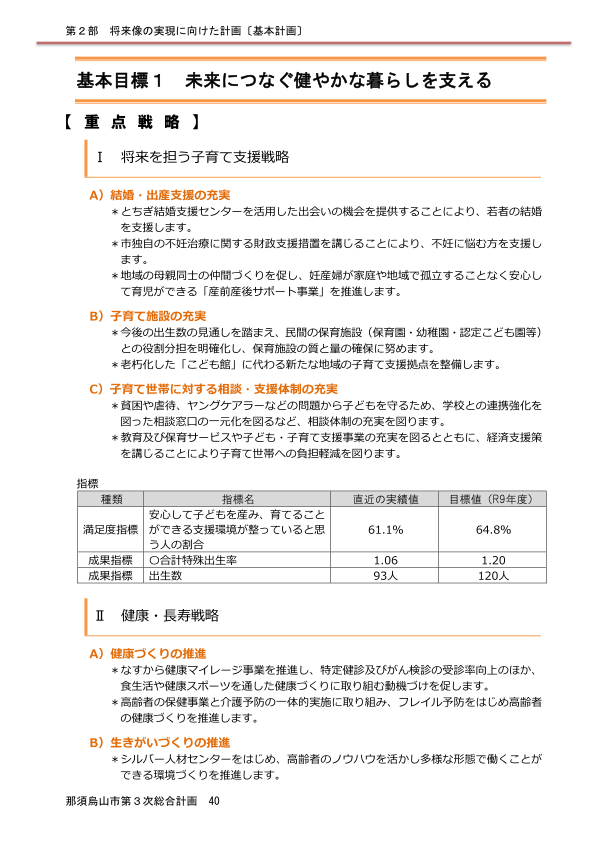 第２部　将来像の実現に向けた計画〔基本計画〕
基本目標１　未来につなぐ健やかな暮らしを支える
【 重 点 戦 略 】
Ⅰ　将来を担う子育て支援戦略
A）結婚・出産支援の充実
＊とちぎ結婚支援センターを活用した出会いの機会を提供することにより、若者の結婚
を支援します。
＊市独自の不妊治療に関する財政支援措置を講じることにより、不妊に悩む方を支援し
ます。
＊地域の母親同士の仲間づくりを促し、妊産婦が家庭や地域で孤立することなく安心し
て育児ができる「産前産後サポート事業」を推進します。
B）子育て施設の充実
＊今後の出生数の見通しを踏まえ、民間の保育施設（保育園・幼稚園・認定こども園等）
との役割分担を明確化し、保育施設の質と量の確保に努めます。
＊老朽化した「こども館」に代わる新たな地域の子育て支援拠点を整備します。
C）子育て世帯に対する相談・支援体制の充実
＊貧困や虐待、ヤングケアラーなどの問題から子どもを守るため、学校との連携強化を
図った相談窓口の一元化を図るなど、相談体制の充実を図ります。
＊教育及び保育サービスや子ども・子育て支援事業の充実を図るとともに、経済支援策
を講じることにより子育て世帯への負担軽減を図ります。
指標
種類　指標名　直近の実績値　目標値（R9年度）
安心して子どもを産み、育てること
満足度指標　ができる支援環境が整っていると思　61.1%　64.8%
う人の割合
成果指標　〇合計特殊出生率　1.06　1.20
成果指標　出生数　93人　120人
Ⅱ　健康・長寿戦略
A）健康づくりの推進
＊なすから健康マイレージ事業を推進し、特定健診及びがん検診の受診率向上のほか、
食生活や健康スポーツを通した健康づくりに取り組む動機づけを促します。
＊高齢者の保健事業と介護予防の一体的実施に取り組み、フレイル予防をはじめ高齢者
の健康づくりを推進します。
B）生きがいづくりの推進
＊シルバー人材センターをはじめ、高齢者のノウハウを活かし多様な形態で働くことが
できる環境づくりを推進します。
那須烏山市第３次総合計画　40